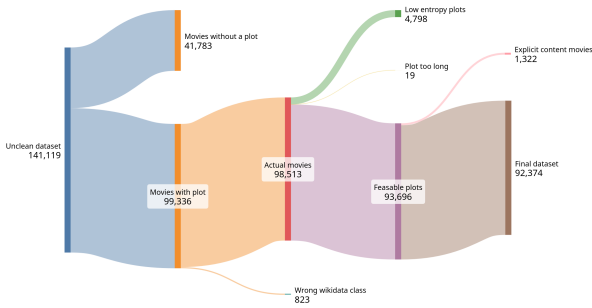 Low entropy plots
4,798
Movies without a plot
41,783
Explicit content movies
1,322
Plot too long
19
Unclean dataset
141,119
Actual movies
98,513
Final dataset
92,374
Movies with plot
99,336
Feasable plots
93,696
Wrong wikidata class
823